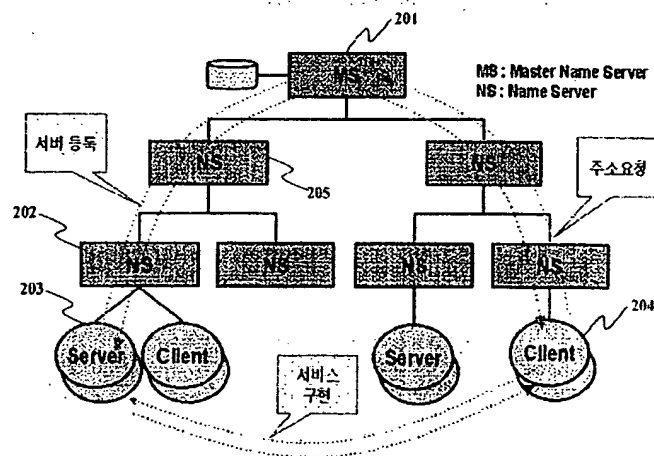 201
MS
MS : Master Name Server
NS : Name Server
서버 등록
NS
205
NS
주소요청
202
NS
NS
NS
NS
203
Server
Client
Server
Client
204
서비스
구현